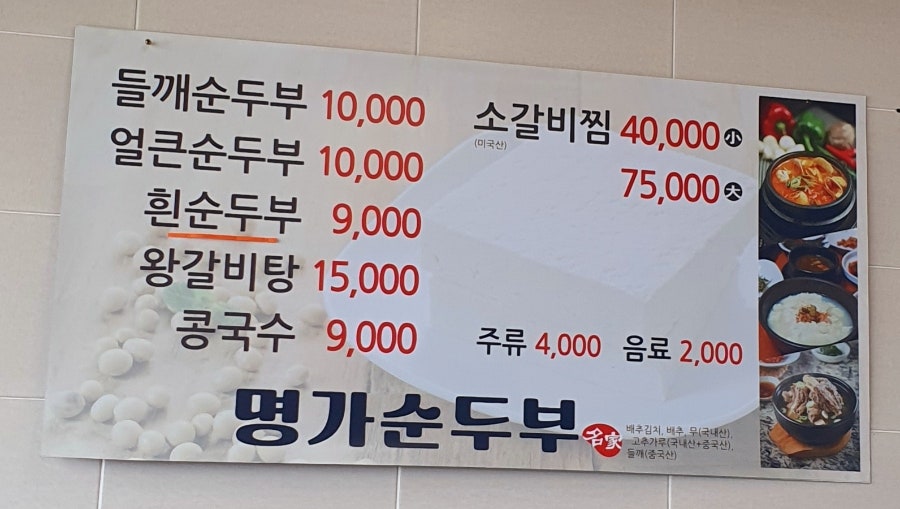 들깨순두부 10,000
얼큰순두부 10,000
흰순두부 9,000
왕갈비탕 15,000
콩국수 9,000
소갈비찜 40,000 小
(미국산)
75,000 大
주류 4,000 음료 2,000
명가순두부 名家
배추김치, 배추, 무(국내산),
고추가루(국내산+중국산),
들깨(중국산)